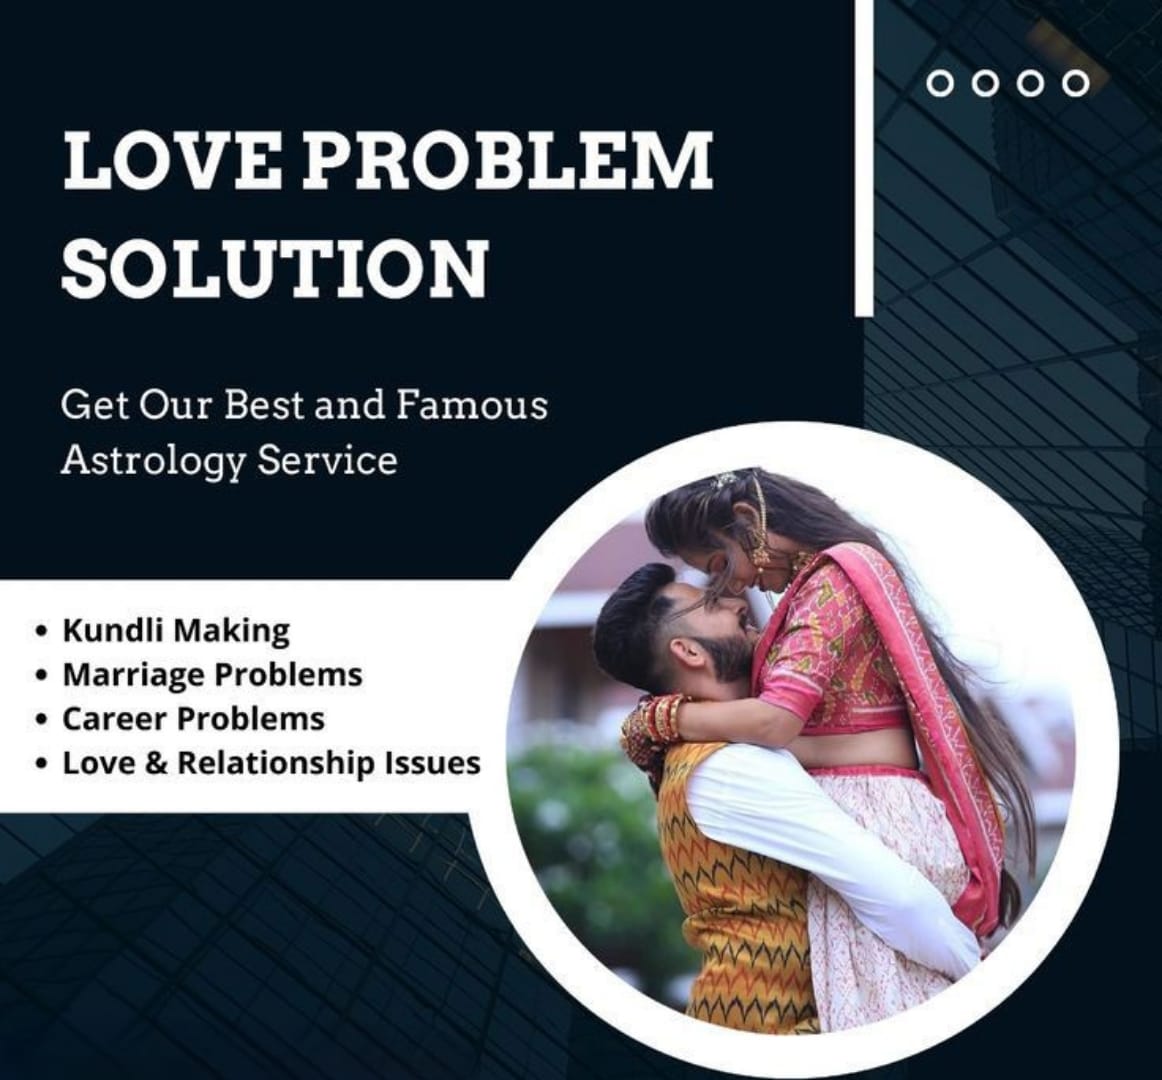 LOVE PROBLEM
SOLUTION
Get Our Best and Famous
Astrology Service
• Kundli Making
• Marriage Problems
• Career Problems
• Love & Relationship Issues